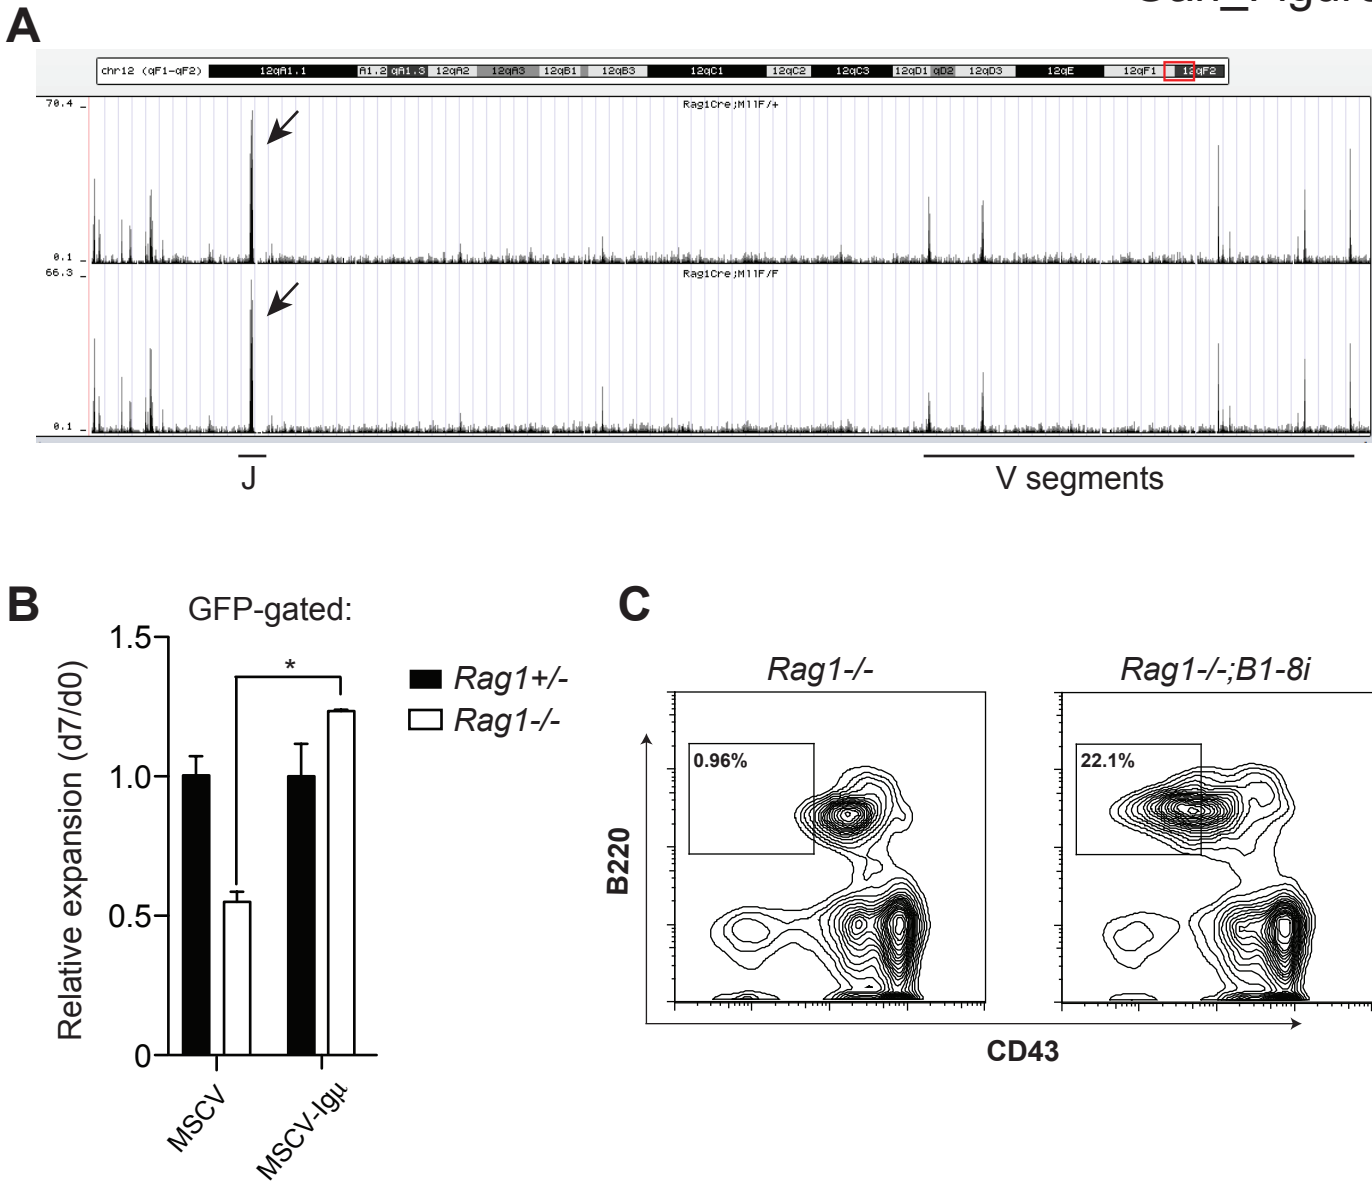 A
chr12 (qF1-qF2) 12qA1.1 A1.2 qA1.3 12qA2 12qA3 12qB1 12qB3 12qC1 12qC2 12qC3 12qD1 qD2 12qD3 12qE 12qF1 12qF2
70.4
Rag1Cre;Ml1F/+
0.1
66.3
Rag1Cre;Ml1F/F
0.1
J
V segments
B
GFP-gated:
1.5
1.0
0.5
0
Relative expansion (d7/d0)
*
Rag1+/-
Rag1-/-
MSCV
MSCV-Igμ
C
Rag1-/-
Rag1-/-;B1-8i
0.96%
22.1%
B220
CD43